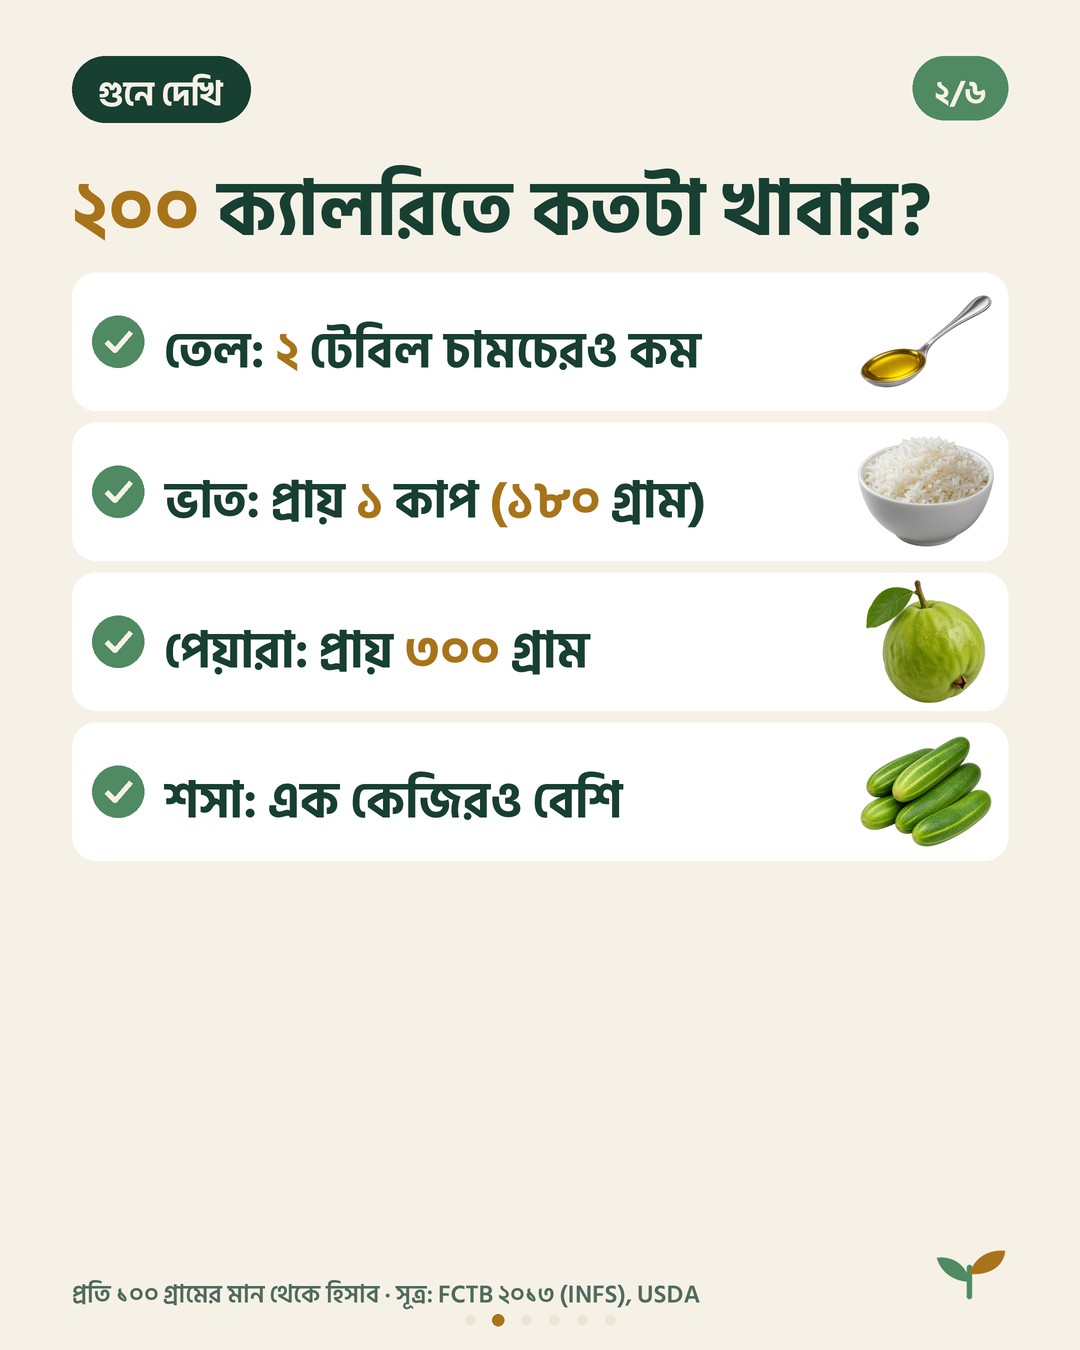 গুনে দেখি
২/৬
২০০ ক্যালরিতে কতটা খাবার?
তেল: ২ টেবিল চামচেরও কম
ভাত: প্রায় ১ কাপ (১৮০ গ্রাম)
পেয়ারা: প্রায় ৩০০ গ্রাম
শসা: এক কেজিরও বেশি
প্রতি ১০০ গ্রামের মান থেকে হিসাব · সূত্র: FCTB ২০১৩ (INFS), USDA